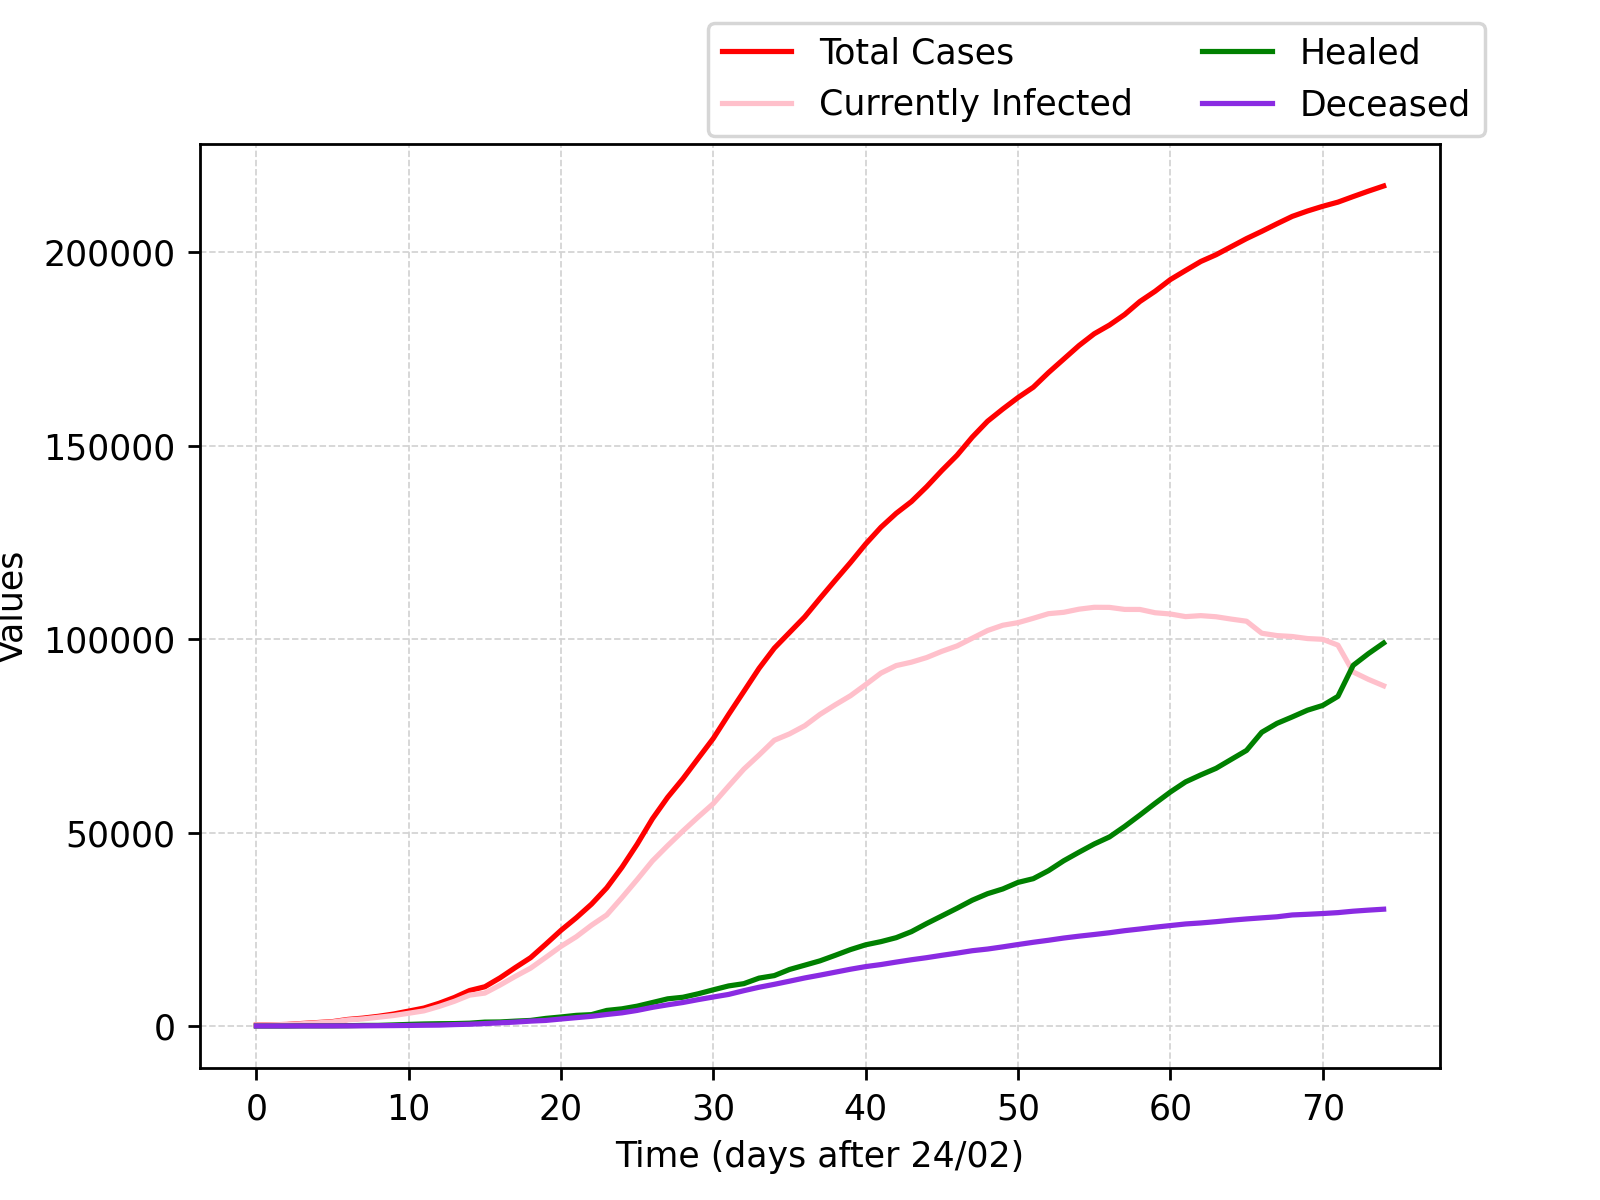 Total Cases
Currently Infected
Healed
Deceased
200000
150000
100000
50000
0
Values
0 10 20 30 40 50 60 70
Time (days after 24/02)